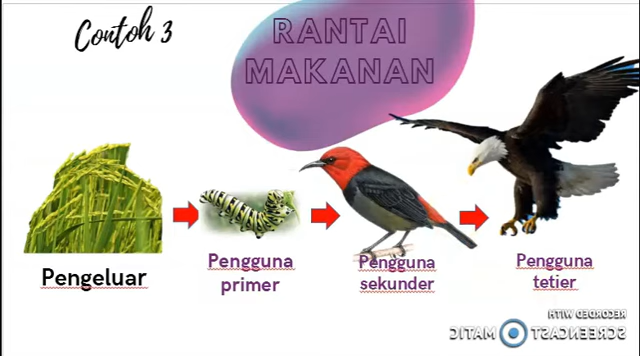 Contoh 3
RANTAI
MAKANAN
Pengeluar
Pengguna
primer
Pengguna
sekunder
Pengguna
tetier
RECORDED WITH
SCREENCAST MATIC